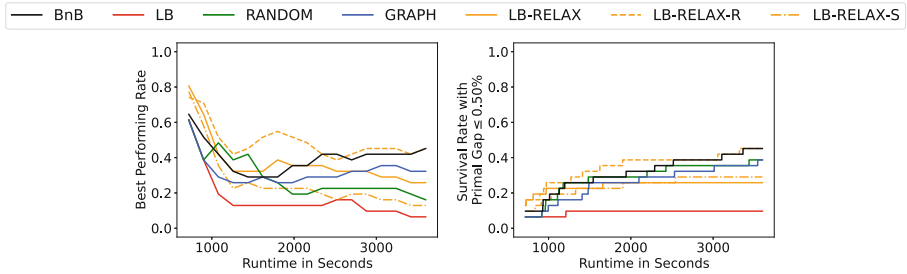 BnB LB RANDOM GRAPH LB-RELAX LB-RELAX-R LB-RELAX-S
Best Performing Rate
1.0
0.8
0.6
0.4
0.2
0.0
1000 2000 3000
Runtime in Seconds
Survival Rate with
Primal Gap ≤ 0.50%
1.0
0.8
0.6
0.4
0.2
0.0
1000 2000 3000
Runtime in Seconds